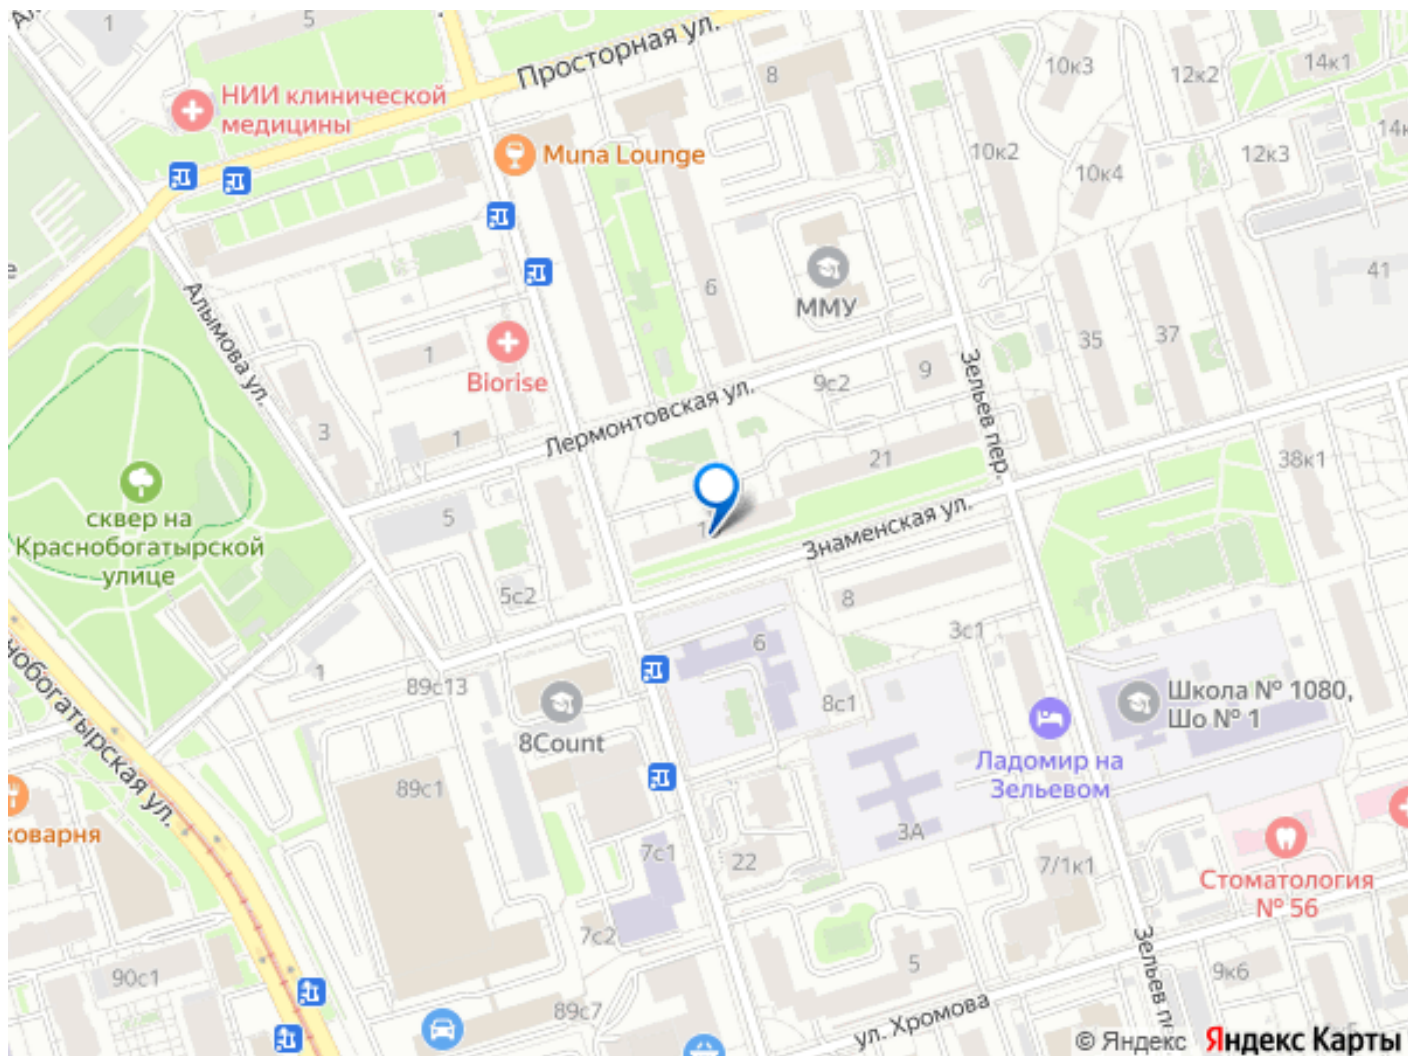 1
5
Просторная ул.
8
10к3
12к2
14к1
НИИ клинической
медицины
Muna Lounge
10к2
10к4
12к3
6
ММУ
41
35
37
Алымова ул.
1
Biorise
9с2
9
Зельев пер.
3
1
Лермонтовская ул.
21
38к1
5
сквер на
Краснобогатырской
улице
Знаменская ул.
5с2
8
6
3с1
1
89с13
8с1
Школа № 1080,
Шо № 1
8Count
Ладомир на
Зельевом
89с1
коварня
3А
7с1
22
7/1к1
Стоматология
№ 56
7с2
5
90с1
9к6
89с7
ул. Хромова
© Яндекс Яндекс Карты